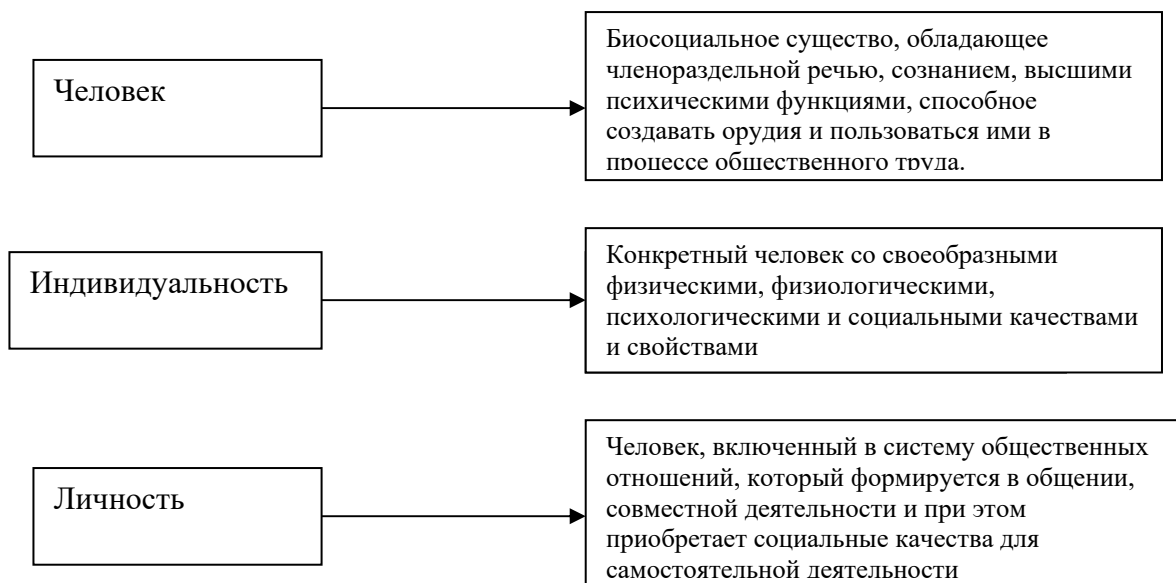 Человек
Биосоциальное существо, обладающее
членораздельной речью, сознанием, высшими
психическими функциями, способное
создавать орудия и пользоваться ими в
процессе общественного труда.
Индивидуальность
Конкретный человек со своеобразными
физическими, физиологическими,
психологическими и социальными качествами
и свойствами
Личность
Человек, включенный в систему общественных
отношений, который формируется в общении,
совместной деятельности и при этом
приобретает социальные качества для
самостоятельной деятельности